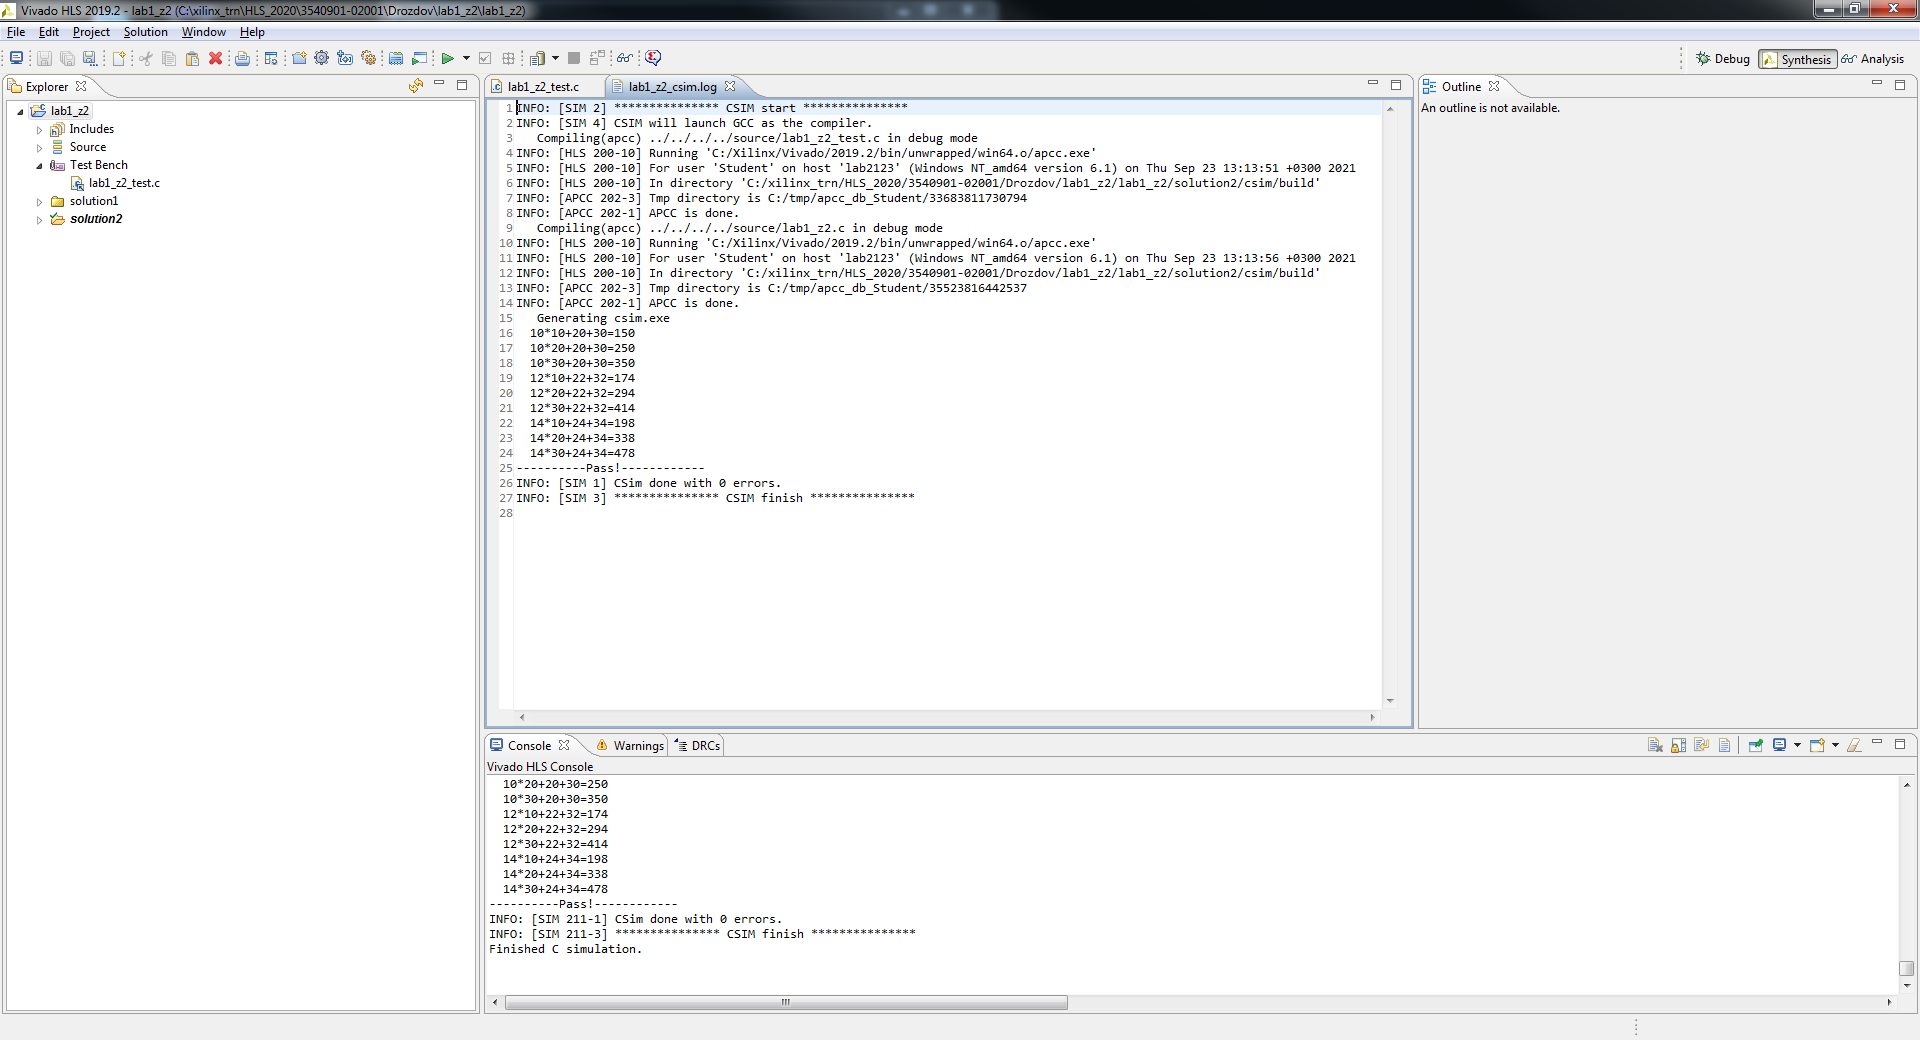 Vivado HLS 2019.2 - lab1_z2 (C:\xilinx_trn\HLS_2020\3540901-02001\Drozdov\lab1_z2\lab1_z2)
File Edit Project Solution Window Help
Debug Synthesis Analysis
Explorer
lab1_z2
Includes
Source
Test Bench
lab1_z2_test.c
solution1
solution2
lab1_z2_test.c lab1_z2_csim.log
1 INFO: [SIM 2] *************** CSIM start ***************
2 INFO: [SIM 4] CSIM will launch GCC as the compiler.
3 Compiling(apcc) ../../../../source/lab1_z2_test.c in debug mode
4 INFO: [HLS 200-10] Running 'C:/Xilinx/Vivado/2019.2/bin/unwrapped/win64.o/apcc.exe'
5 INFO: [HLS 200-10] For user 'Student' on host 'lab2123' (Windows NT_amd64 version 6.1) on Thu Sep 23 13:13:51 +0300 2021
6 INFO: [HLS 200-10] In directory 'C:/xilinx_trn/HLS_2020/3540901-02001/Drozdov/lab1_z2/lab1_z2/solution2/csim/build'
7 INFO: [APCC 202-3] Tmp directory is C:/tmp/apcc_db_Student/33683811730794
8 INFO: [APCC 202-1] APCC is done.
9 Compiling(apcc) ../../../../source/lab1_z2.c in debug mode
10 INFO: [HLS 200-10] Running 'C:/Xilinx/Vivado/2019.2/bin/unwrapped/win64.o/apcc.exe'
11 INFO: [HLS 200-10] For user 'Student' on host 'lab2123' (Windows NT_amd64 version 6.1) on Thu Sep 23 13:13:56 +0300 2021
12 INFO: [HLS 200-10] In directory 'C:/xilinx_trn/HLS_2020/3540901-02001/Drozdov/lab1_z2/lab1_z2/solution2/csim/build'
13 INFO: [APCC 202-3] Tmp directory is C:/tmp/apcc_db_Student/35523816442537
14 INFO: [APCC 202-1] APCC is done.
15 Generating csim.exe
16 10*10+20+30=150
17 10*20+20+30=250
18 10*30+20+30=350
19 12*10+22+32=174
20 12*20+22+32=294
21 12*30+22+32=414
22 14*10+24+34=198
23 14*20+24+34=338
24 14*30+24+34=478
25 ----------Pass!------------
26 INFO: [SIM 1] CSim done with 0 errors.
27 INFO: [SIM 3] *************** CSIM finish ***************
28
Outline
An outline is not available.
Console Warnings DRCs
Vivado HLS Console
10*20+20+30=250
10*30+20+30=350
12*10+22+32=174
12*20+22+32=294
12*30+22+32=414
14*10+24+34=198
14*20+24+34=338
14*30+24+34=478
----------Pass!------------
INFO: [SIM 211-1] CSim done with 0 errors.
INFO: [SIM 211-3] *************** CSIM finish ***************
Finished C simulation.